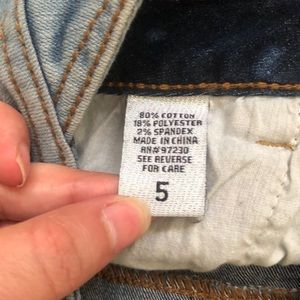 80% COTTON
18% POLYESTER
2% SPANDEX
MADE IN CHINA
RN#97230
SEE REVERSE
FOR CARE
5